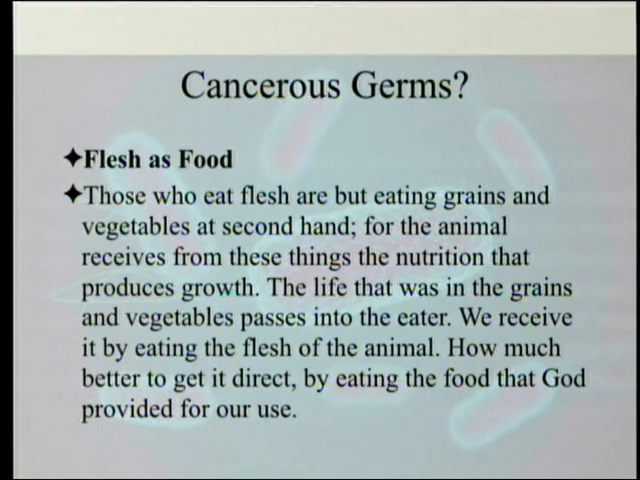 Cancerous Germs?
✦Flesh as Food
✦Those who eat flesh are but eating grains and
vegetables at second hand; for the animal
receives from these things the nutrition that
produces growth. The life that was in the grains
and vegetables passes into the eater. We receive
it by eating the flesh of the animal. How much
better to get it direct, by eating the food that God
provided for our use.